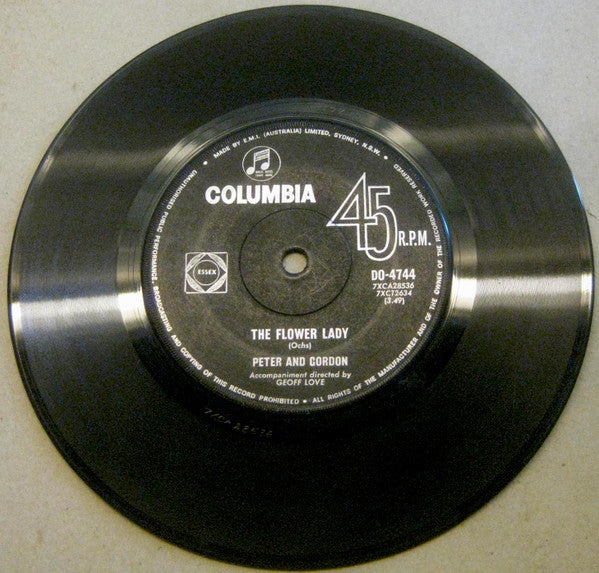 • MADE BY E.M.I. (AUSTRALIA) LIMITED, SYDNEY, N.S.W. •
COLUMBIA
45
R.P.M.
ESSEX
DO-4744
7XCA28536
7XCT2634
(3.49)
THE FLOWER LADY
(Ochs)
PETER AND GORDON
Accompaniment directed by
GEOFF LOVE
UNAUTHORISED PUBLIC PERFORMANCE, BROADCASTING AND COPYING OF THIS RECORD PROHIBITED • ALL RIGHTS OF THE MANUFACTURER AND OF THE OWNER OF THE RECORDED WORK RESERVED